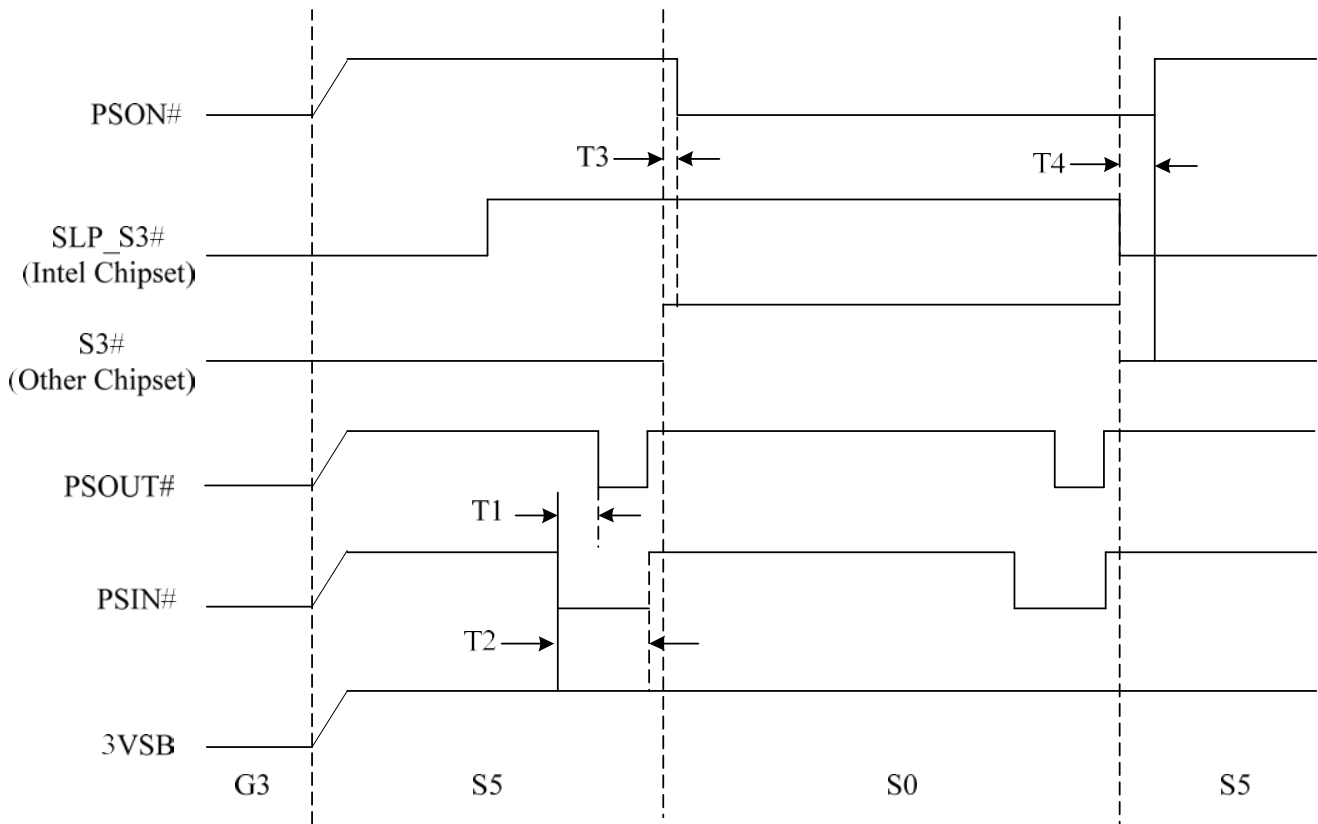 PSON#
T3
T4
SLP_S3#
(Intel Chipset)
S3#
(Other Chipset)
PSOUT#
T1
PSIN#
T2
3VSB
G3
S5
S0
S5